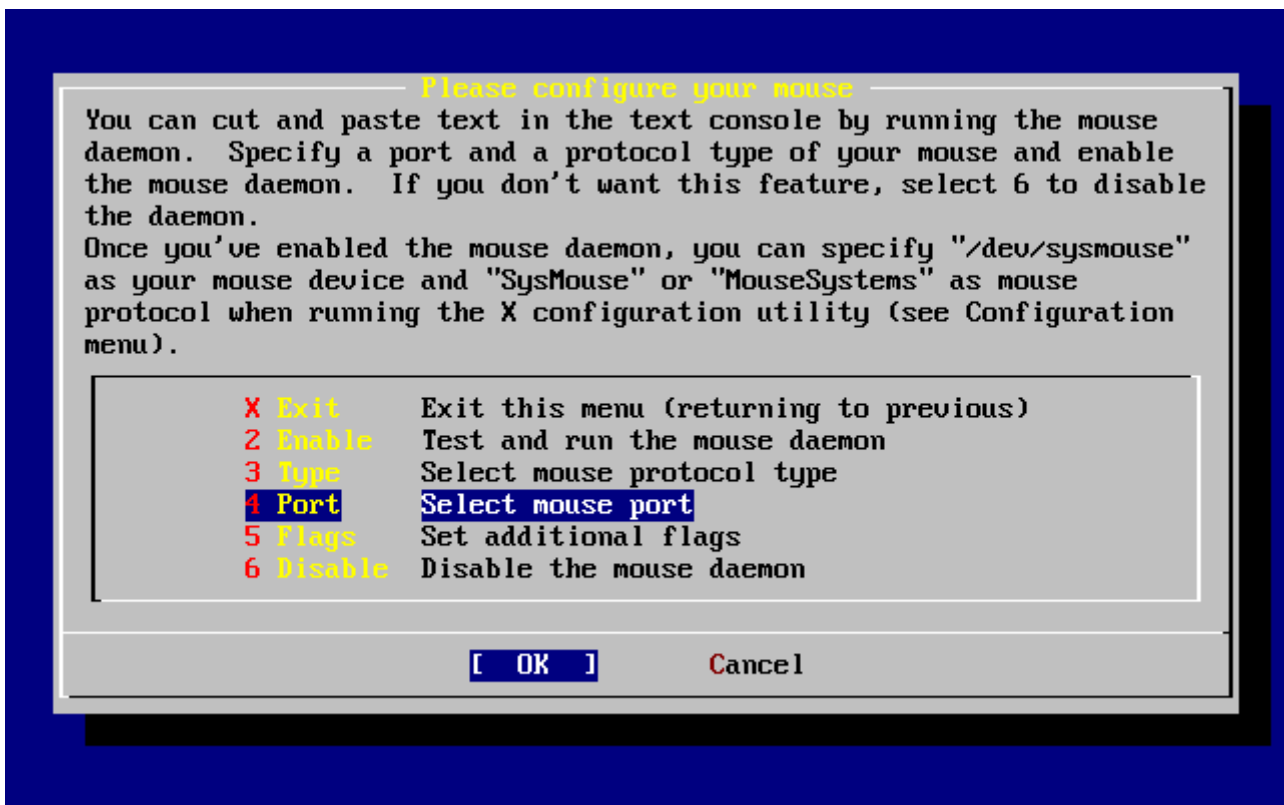 Please configure your mouse
You can cut and paste text in the text console by running the mouse
daemon.  Specify a port and a protocol type of your mouse and enable
the mouse daemon.  If you don't want this feature, select 6 to disable
the daemon.
Once you've enabled the mouse daemon, you can specify "/dev/sysmouse"
as your mouse device and "SysMouse" or "MouseSystems" as mouse
protocol when running the X configuration utility (see Configuration
menu).
X Exit     Exit this menu (returning to previous)
2 Enable   Test and run the mouse daemon
3 Type     Select mouse protocol type
4 Port     Select mouse port
5 Flags    Set additional flags
6 Disable  Disable the mouse daemon
[  OK  ]       Cancel